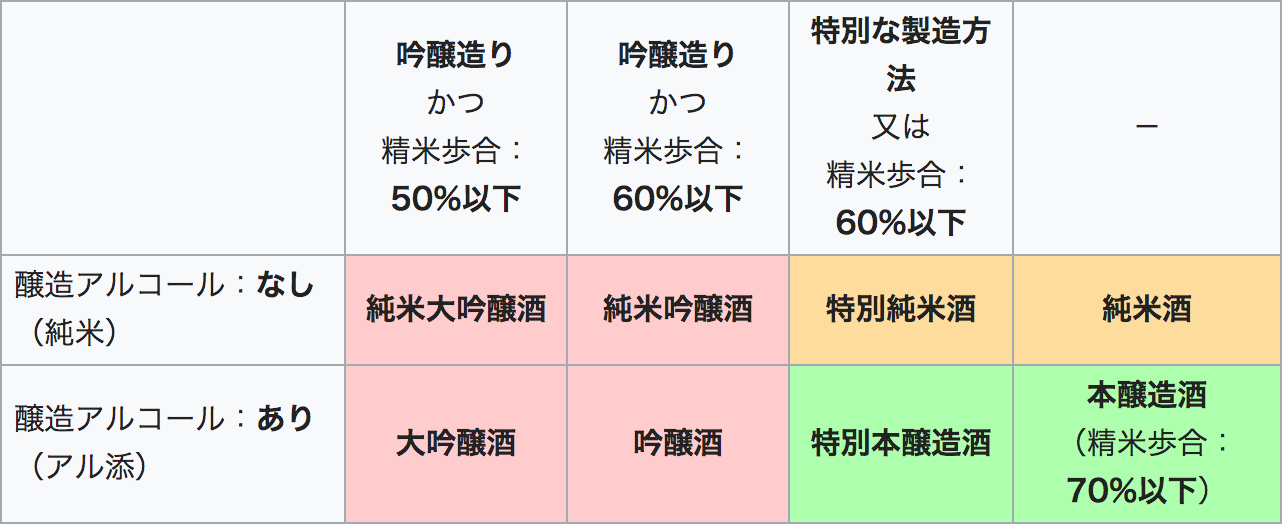 吟醸造り
かつ
精米歩合：
50%以下
吟醸造り
かつ
精米歩合：
60%以下
特別な製造方
法
又は
精米歩合：
60%以下
–
醸造アルコール：なし
（純米）
純米大吟醸酒
純米吟醸酒
特別純米酒
純米酒
醸造アルコール：あり
（アル添）
大吟醸酒
吟醸酒
特別本醸造酒
本醸造酒
（精米歩合：
70%以下）